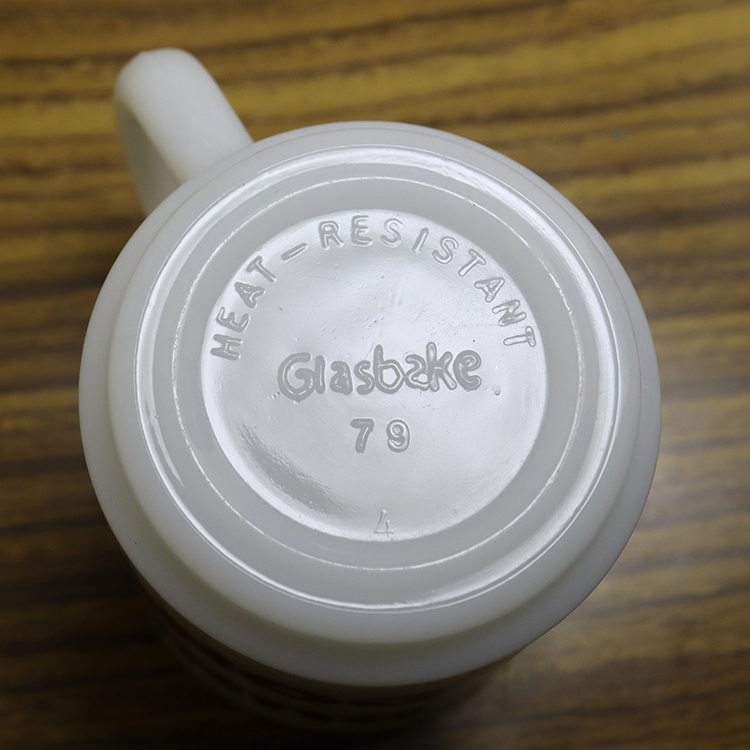 HEAT-RESISTANT
Glasbake
79
4